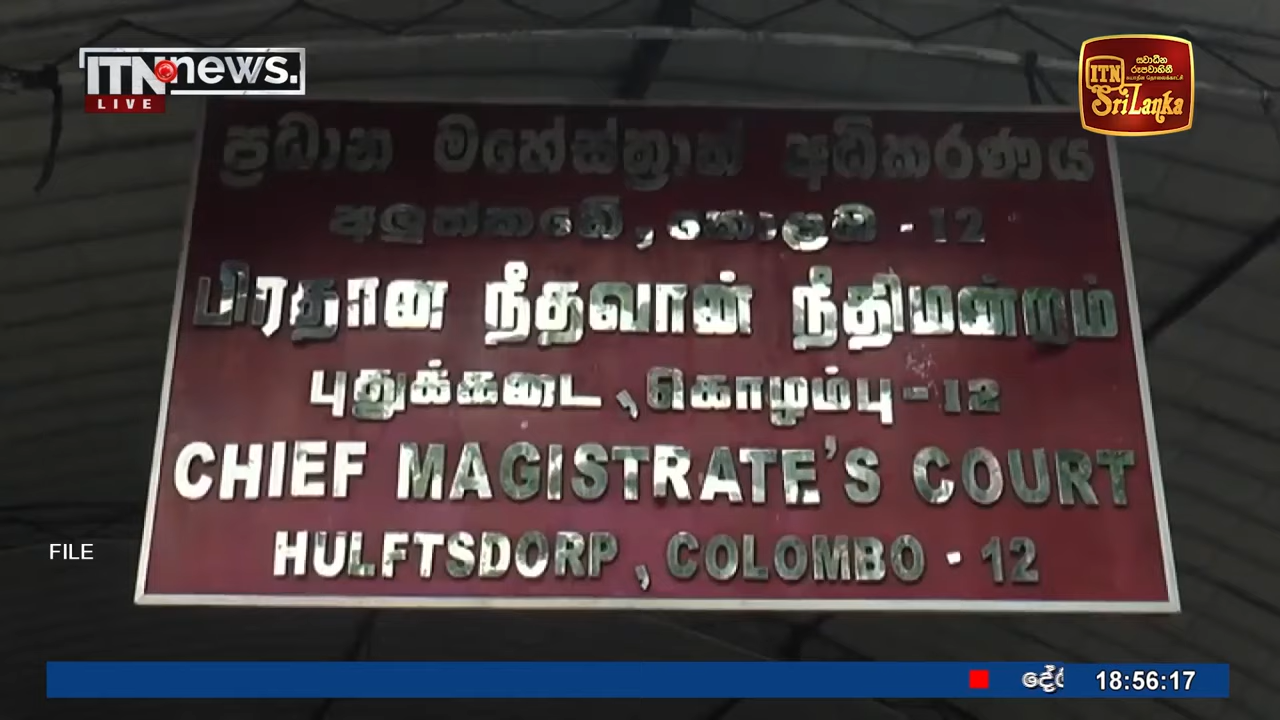 ITN news.
LIVE
ස්වාධීන
රූපවාහිනී
ITN
Sri Lanka
ප්‍රධාන මහේස්ත්‍රාත් අධිකරණය
අලුත්කඩේ, කොළඹ - 12
பிரதான நீதவான் நீதிமன்றம்
புதுக்கடை, கொழும்பு - 12
CHIEF MAGISTRATE'S COURT
HULFTSDORP, COLOMBO - 12
FILE
18:56:17